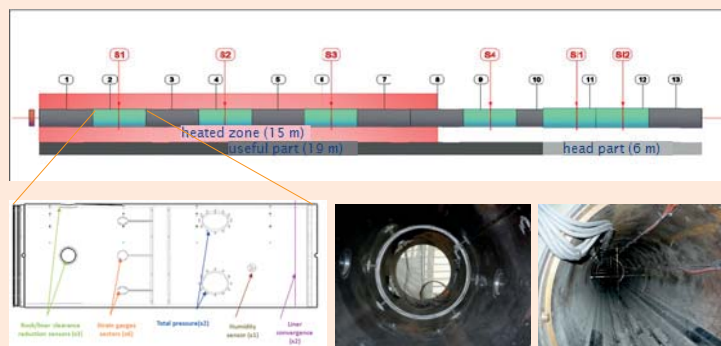 S1 S2 S3 S4 SI1 SI2
1 2 3 4 5 6 7 8 9 10 11 12 13
heated zone (15 m)
useful part (19 m) head part (6 m)
Rock/liner clearance reduction sensors (x3)
Strain gauges sectors (x6)
Total pressure(x2)
Humidity sensor (x1)
Liner convergence (x2)